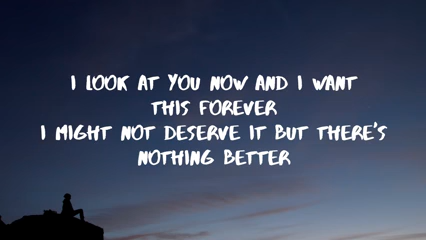 I LOOK AT YOU NOW AND I WANT
THIS FOREVER
I MIGHT NOT DESERVE IT BUT THERE'S
NOTHING BETTER